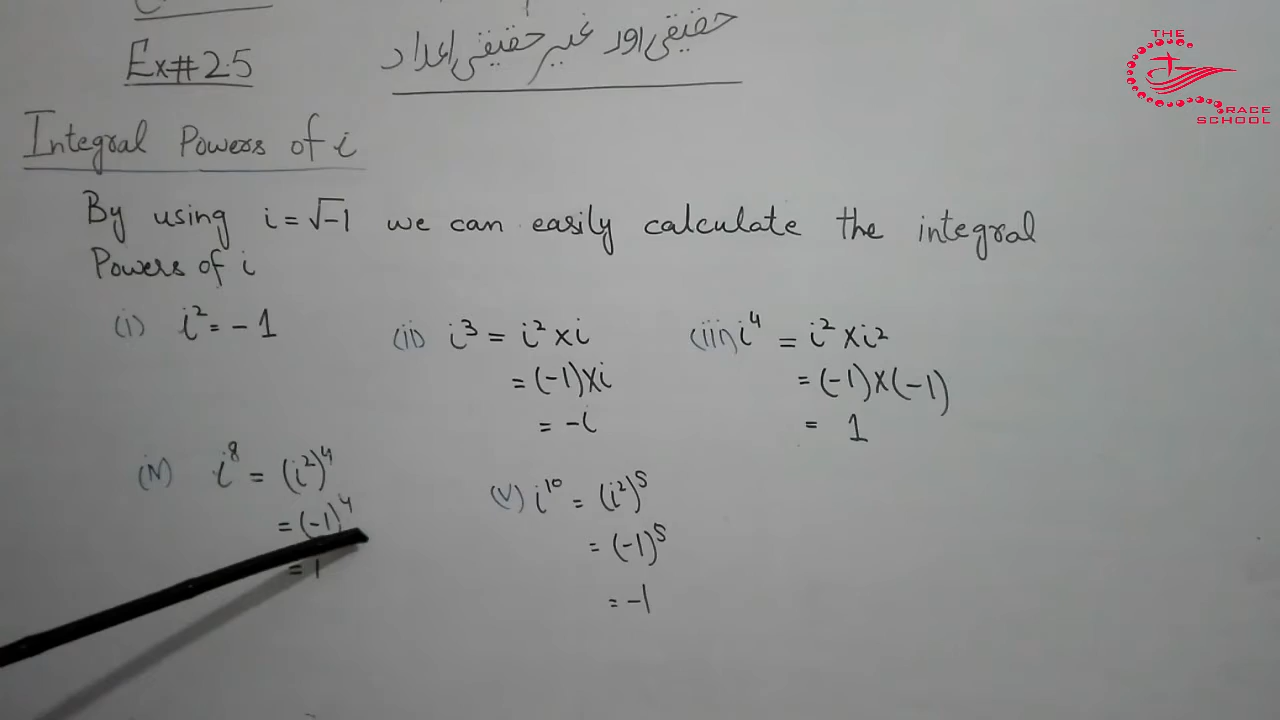 Ex#2.5
حقیقی اور غیر حقیقی اعداد
THE
GRACE
SCHOOL
Integral Powers of i
By using i = √-1 we can easily calculate the integral
Powers of i
(i) i² = -1
(ii) i³ = i² × i
= (-1) × i
= -i
(iii) i⁴ = i² × i²
= (-1) × (-1)
= 1
(iv) i⁸ = (i²)⁴
= (-1)⁴
= 1
(v) i¹⁰ = (i²)⁵
= (-1)⁵
= -1